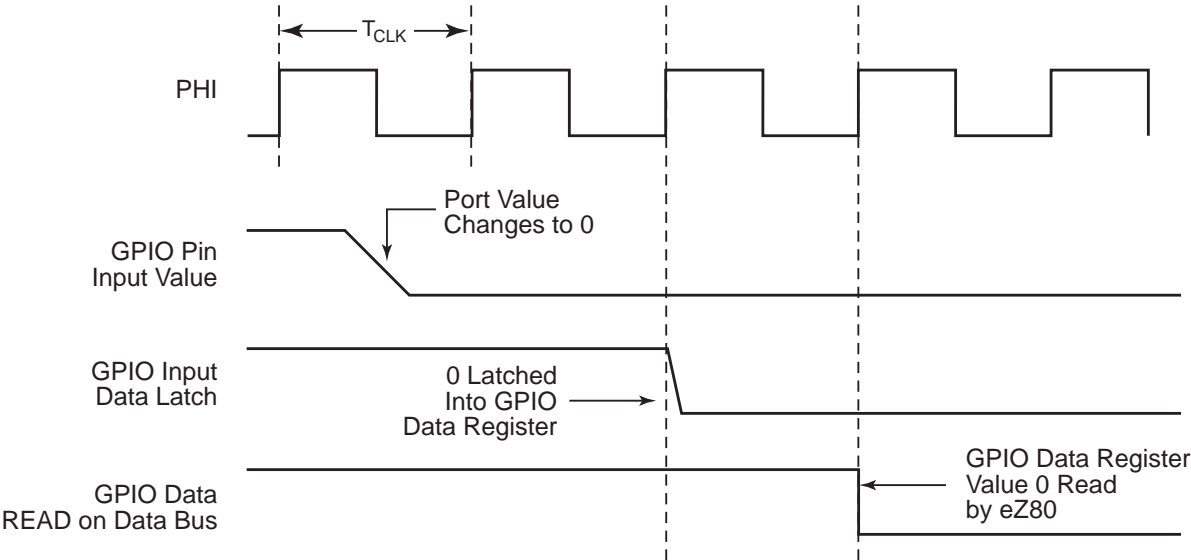 TCLK
PHI
Port Value
Changes to 0
GPIO Pin
Input Value
GPIO Input
Data Latch
0 Latched
Into GPIO
Data Register
GPIO Data
READ on Data Bus
GPIO Data Register
Value 0 Read
by eZ80